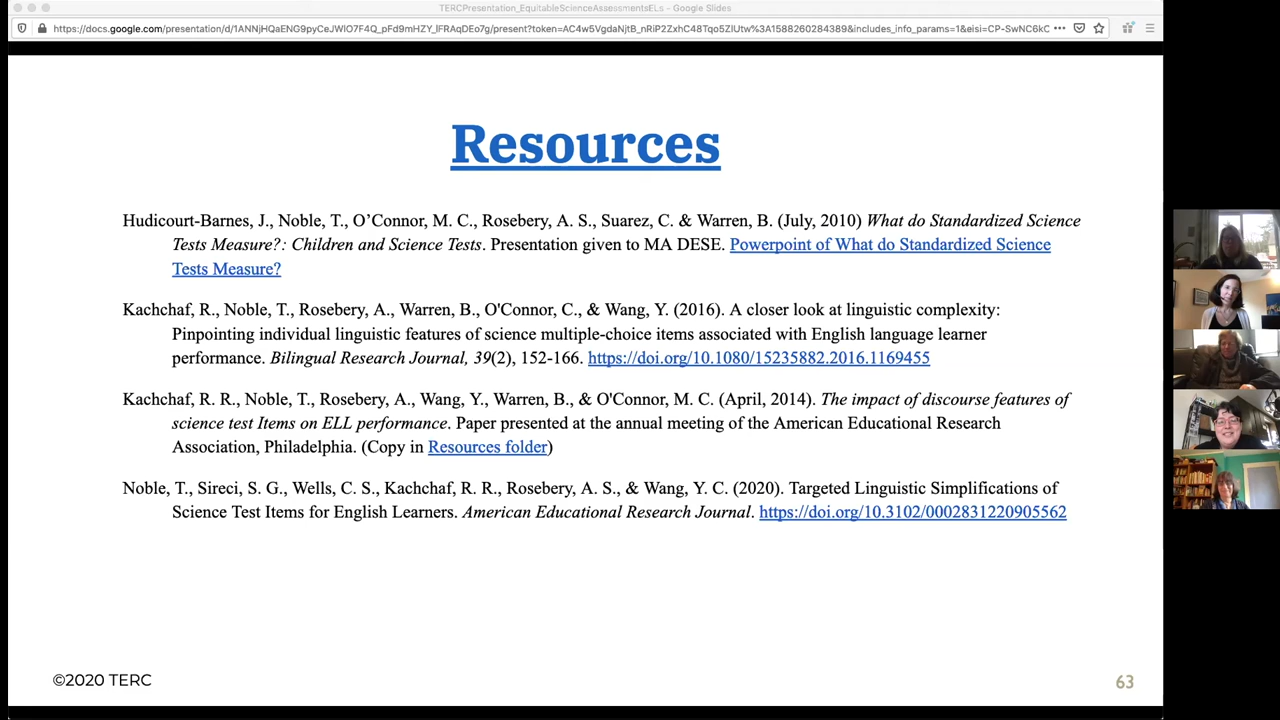 TERCPresentation_EquitableScienceAssessmentsELs - Google Slides
Resources
Hudicourt-Barnes, J., Noble, T., O’Connor, M. C., Rosebery, A. S., Suarez, C. & Warren, B. (July, 2010) What do Standardized Science
Tests Measure?: Children and Science Tests. Presentation given to MA DESE. Powerpoint of What do Standardized Science
Tests Measure?
Kachchaf, R., Noble, T., Rosebery, A., Warren, B., O'Connor, C., & Wang, Y. (2016). A closer look at linguistic complexity:
Pinpointing individual linguistic features of science multiple-choice items associated with English language learner
performance. Bilingual Research Journal, 39(2), 152-166. https://doi.org/10.1080/15235882.2016.1169455
Kachchaf, R. R., Noble, T., Rosebery, A., Wang, Y., Warren, B., & O'Connor, M. C. (April, 2014). The impact of discourse features of
science test Items on ELL performance. Paper presented at the annual meeting of the American Educational Research
Association, Philadelphia. (Copy in Resources folder)
Noble, T., Sireci, S. G., Wells, C. S., Kachchaf, R. R., Rosebery, A. S., & Wang, Y. C. (2020). Targeted Linguistic Simplifications of
Science Test Items for English Learners. American Educational Research Journal. https://doi.org/10.3102/0002831220905562
©2020 TERC
63